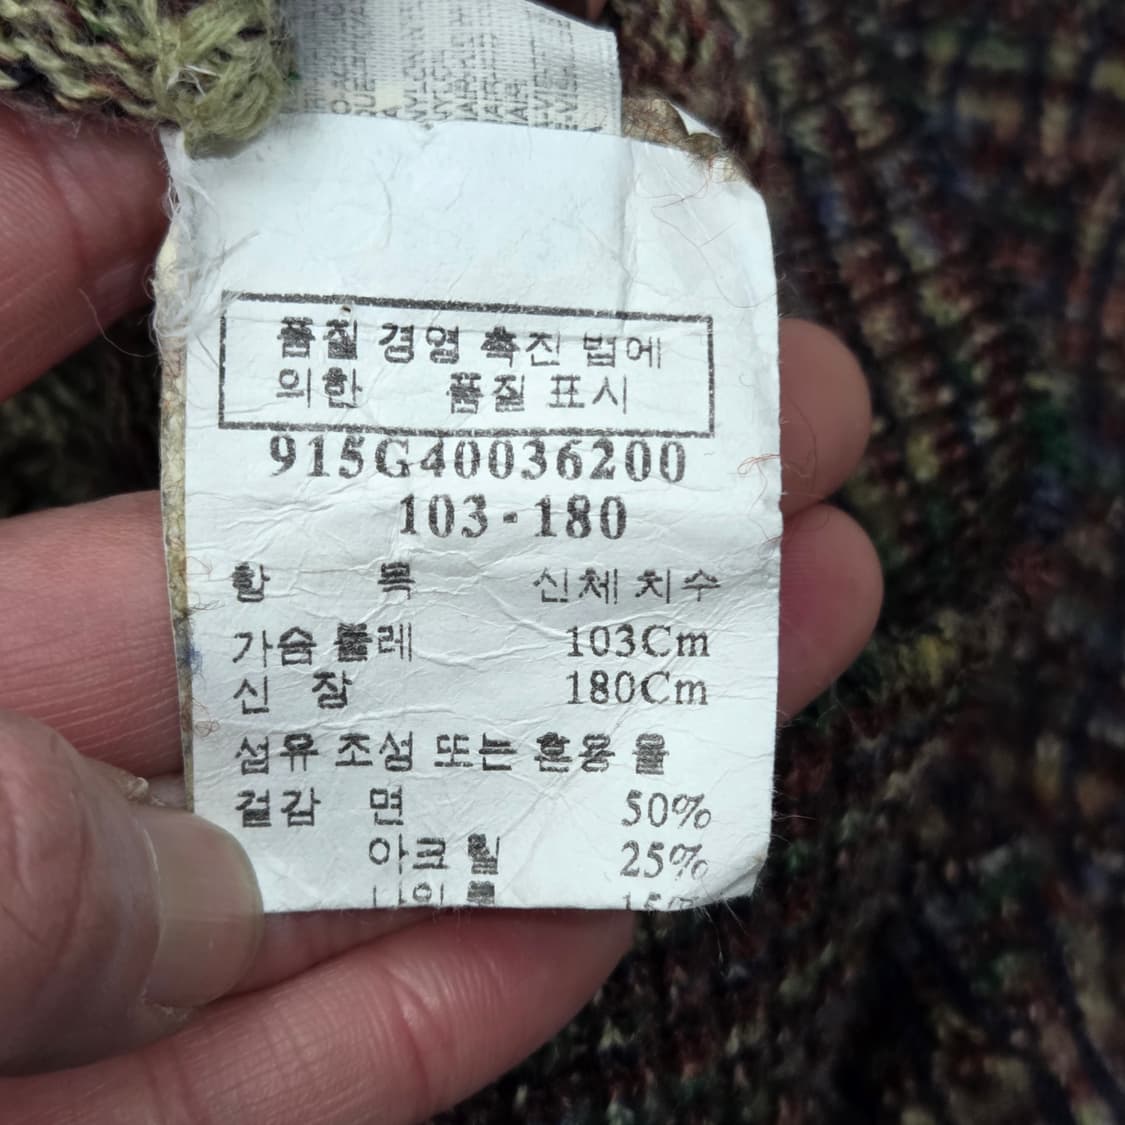 품질 경영 촉진 법에
의한 품질 표시
915G40036200
103-180
항 목 신체 치수
가슴 둘레 103Cm
신 장 180Cm
섬유 조성 또는 혼용 율
겉감 면 50%
아크릴 25%